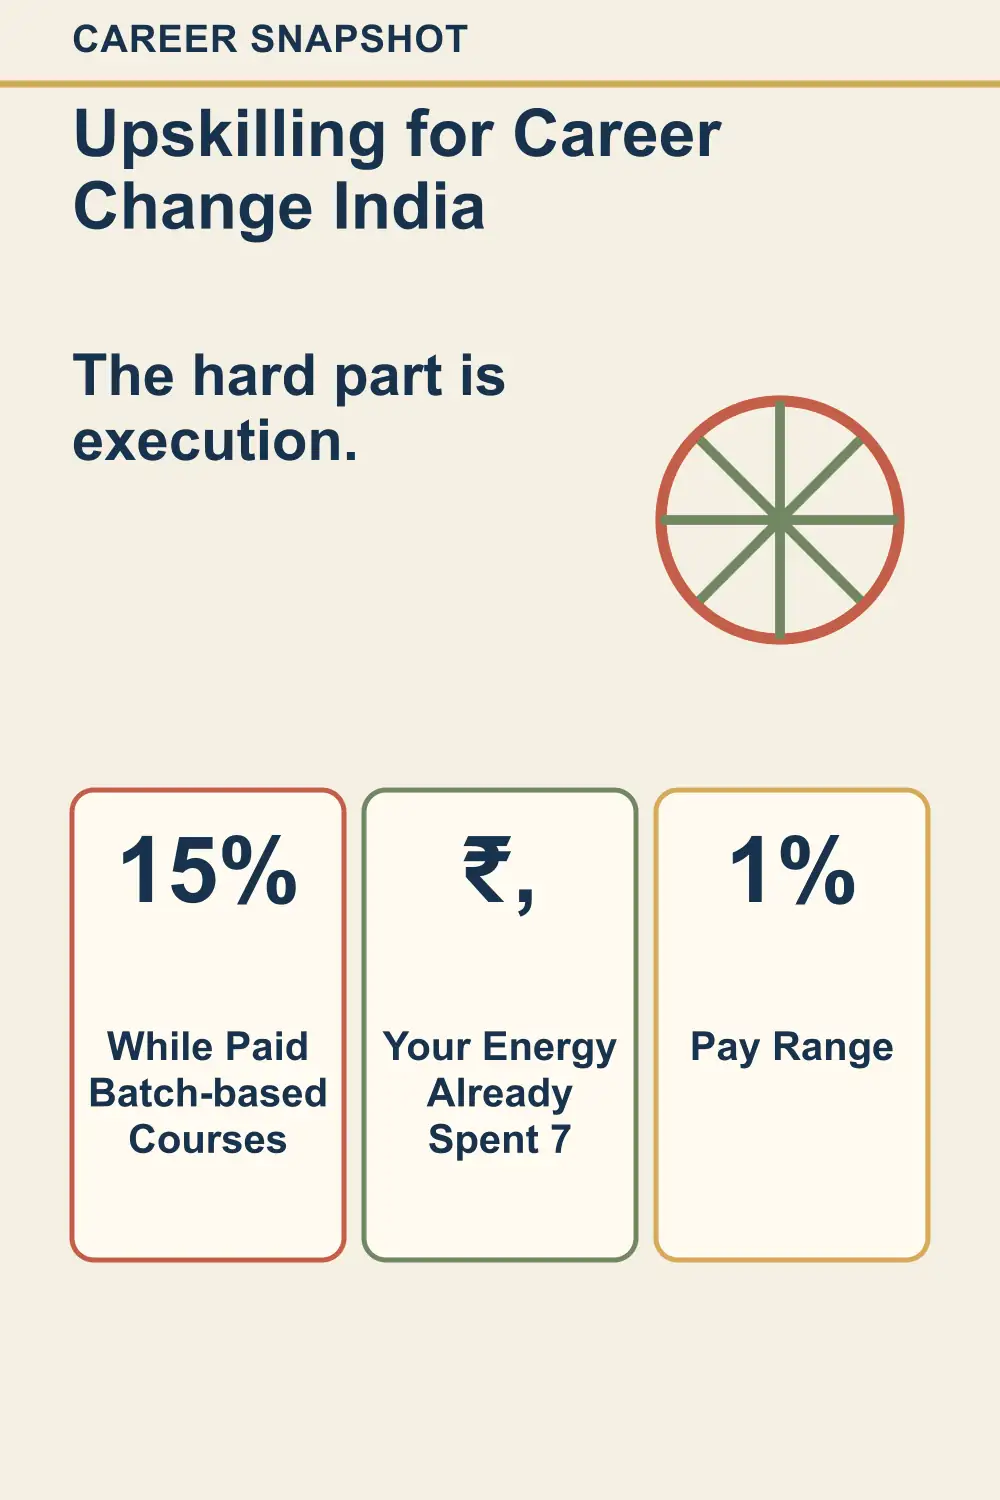 CAREER SNAPSHOT
Upskilling for Career
Change India
The hard part is
execution.
15%
While Paid
Batch-based
Courses
₹,
Your Energy
Already
Spent 7
1%
Pay Range